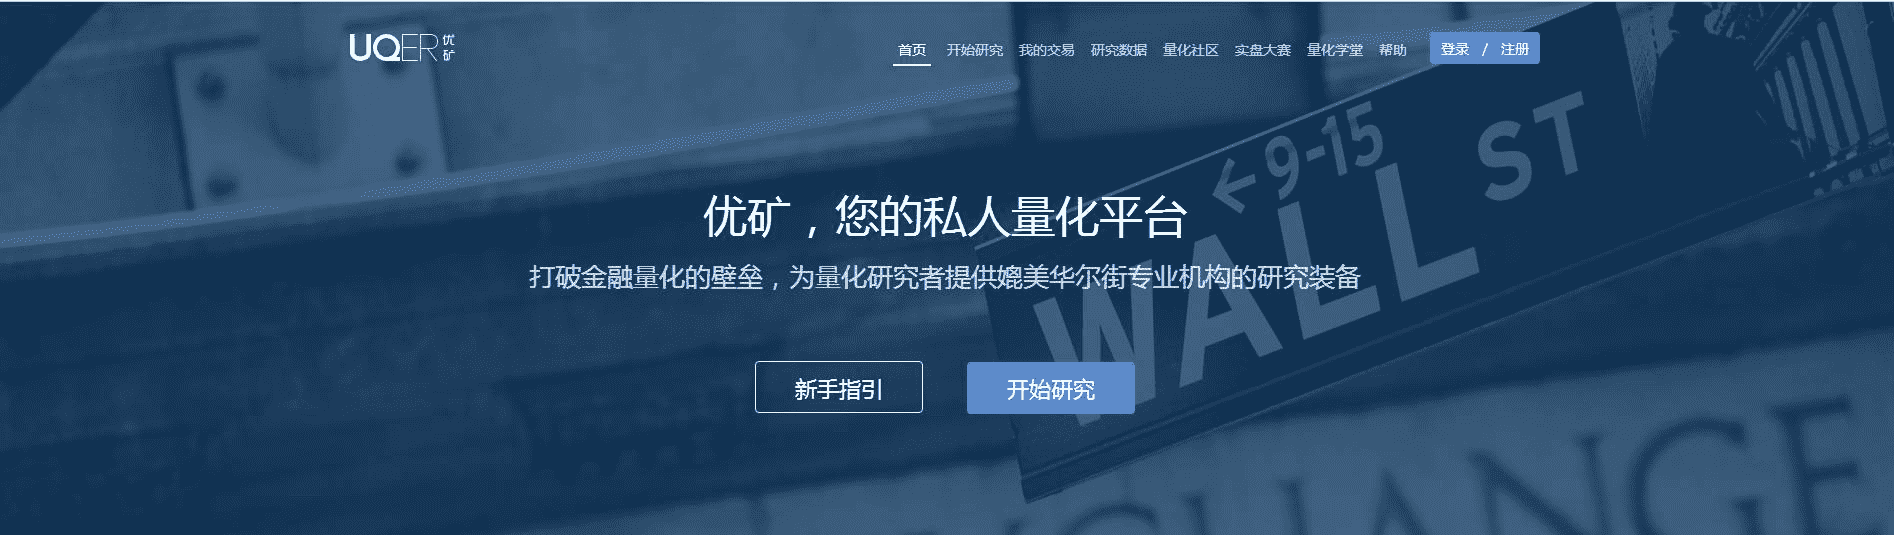 UQER 优矿
首页 开始研究 我的交易 研究数据 量化社区 实盘大赛 量化学堂 帮助 登录 / 注册
←9-15
WALL ST
优矿，您的私人量化平台
打破金融量化的壁垒，为量化研究者提供媲美华尔街专业机构的研究装备
新手指引 开始研究
CHANGE